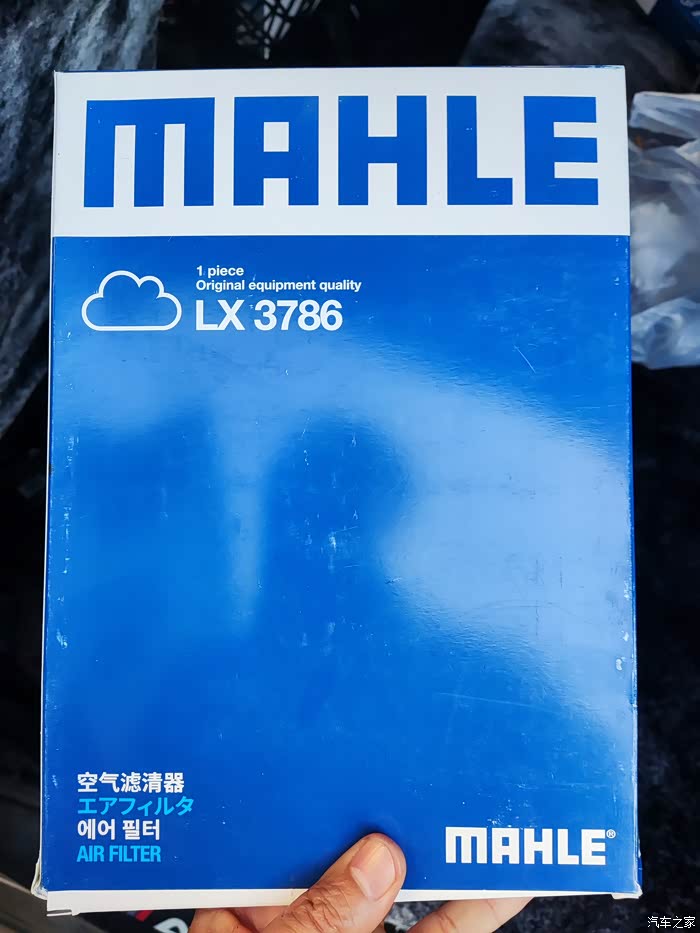 MAHLE
1 piece
Original equipment quality
LX 3786
空气滤清器
エアフィルタ
에어 필터
AIR FILTER
MAHLE®
汽车之家